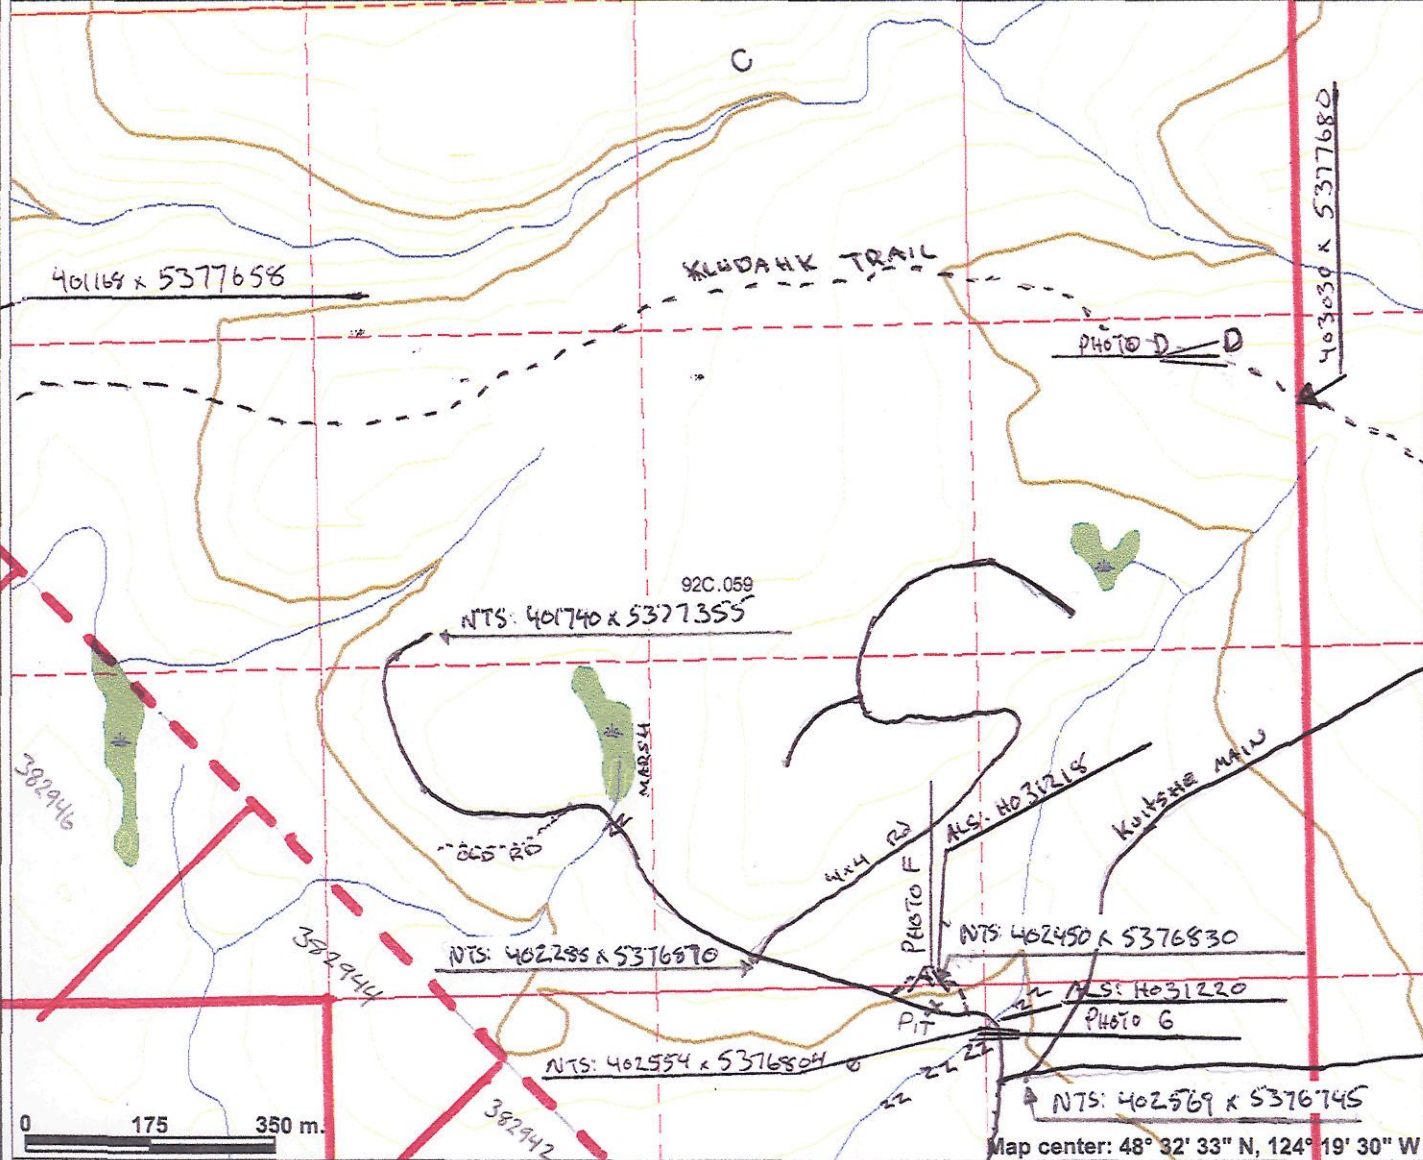 C
403030 x 5377680
KLUDAHK TRAIL
401168 x 5377658
PHOTO D D
92C.059
NTS: 401740 x 5377355
MARSH
382946
KUITSHE MAIN
ALS: H031218
4x4 RD
OLD RD
PHOTO F
382944
NTS: 402450 x 5376830
NTS: 402288 x 5376870
ALS: H031220
PIT
PHOTO G
NTS: 402554 x 5376804
NTS: 402569 x 5376745
382942
0 175 350 m.
Map center: 48° 32' 33" N, 124° 19' 30" W